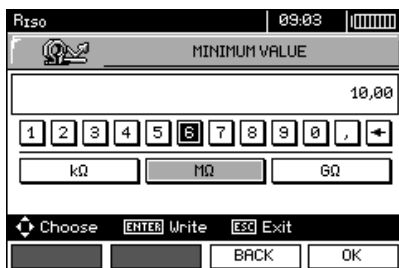 RISO 09:03
MINIMUM VALUE
10,00
1 2 3 4 5 6 7 8 9 0 , ←
kΩ MΩ GΩ
Choose ENTER Write ESC Exit
BACK OK